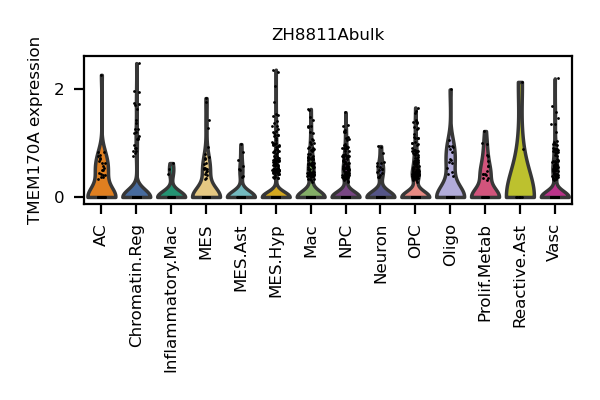 ZH8811Abulk
TMEM170A expression
2
0
AC
Chromatin.Reg
Inflammatory.Mac
MES
MES.Ast
MES.Hyp
Mac
NPC
Neuron
OPC
Oligo
Prolif.Metab
Reactive.Ast
Vasc